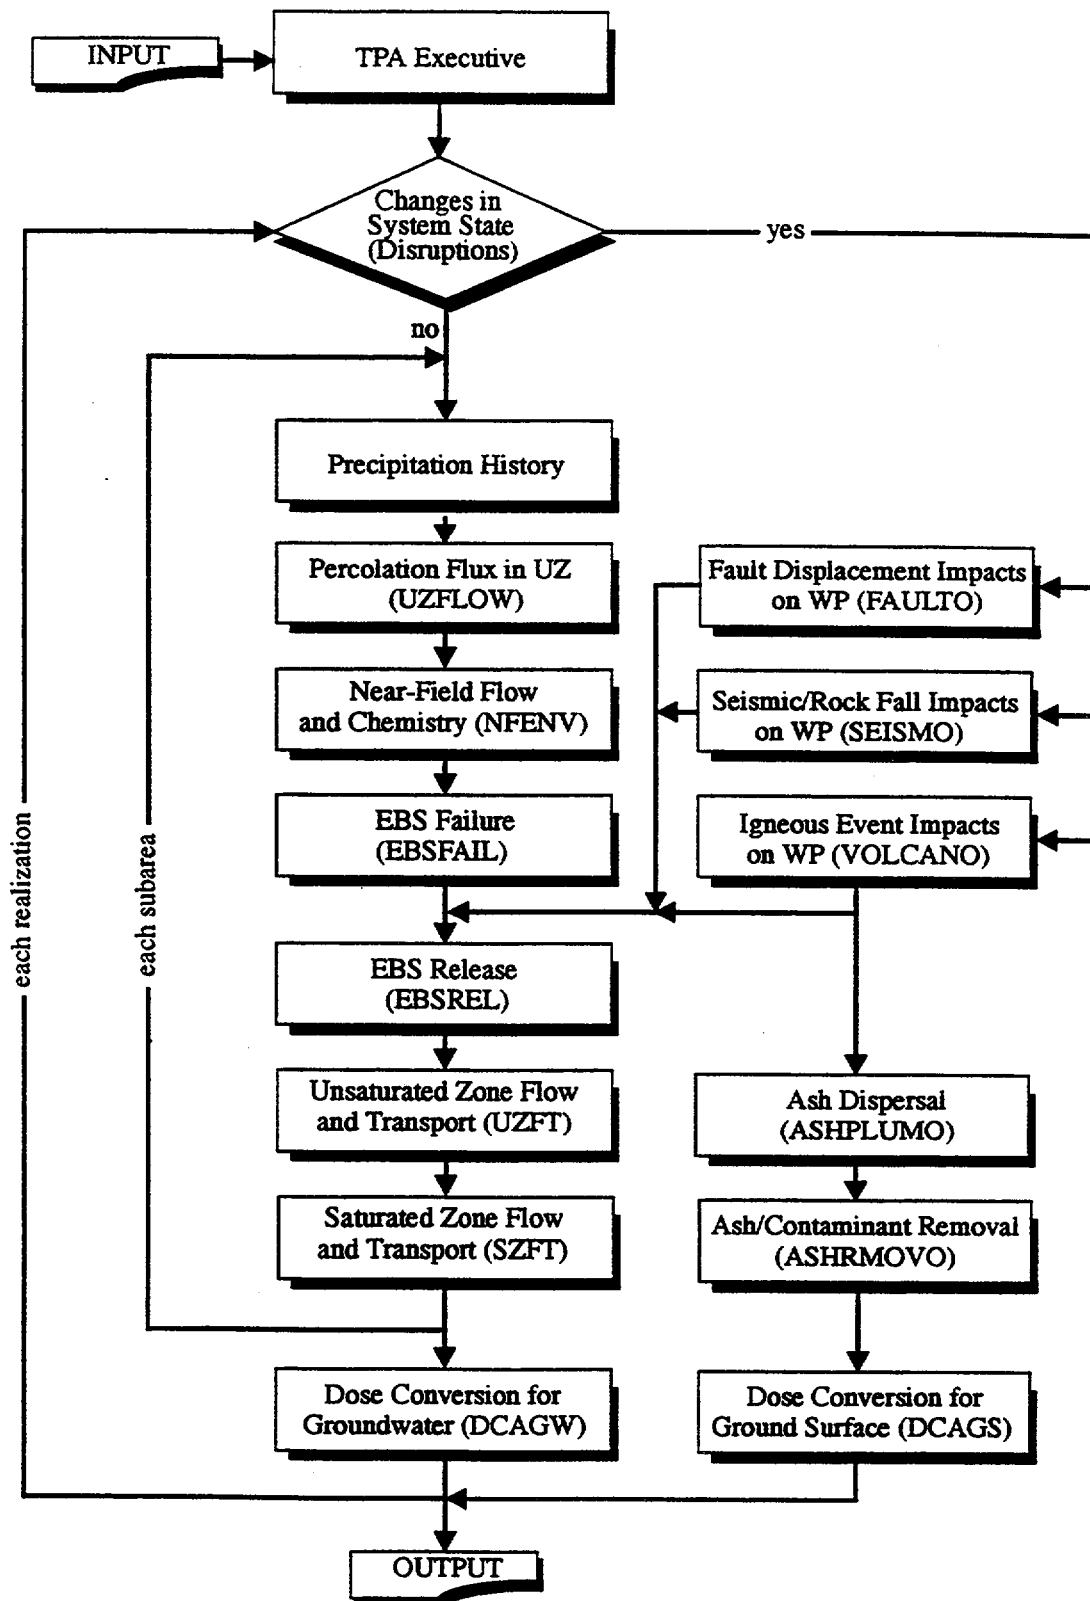 INPUT
TPA Executive
Changes in
System State
(Disruptions)
yes
no
Precipitation History
Percolation Flux in UZ
(UZFLOW)
Near-Field Flow
and Chemistry (NFENV)
EBS Failure
(EBSFAIL)
Fault Displacement Impacts
on WP (FAULTO)
Seismic/Rock Fall Impacts
on WP (SEISMO)
Igneous Event Impacts
on WP (VOLCANO)
each realization
each subarea
EBS Release
(EBSREL)
Unsaturated Zone Flow
and Transport (UZFT)
Saturated Zone Flow
and Transport (SZFT)
Ash Dispersal
(ASHPLUMO)
Ash/Contaminant Removal
(ASHRMOVO)
Dose Conversion for
Groundwater (DCAGW)
Dose Conversion for
Ground Surface (DCAGS)
OUTPUT